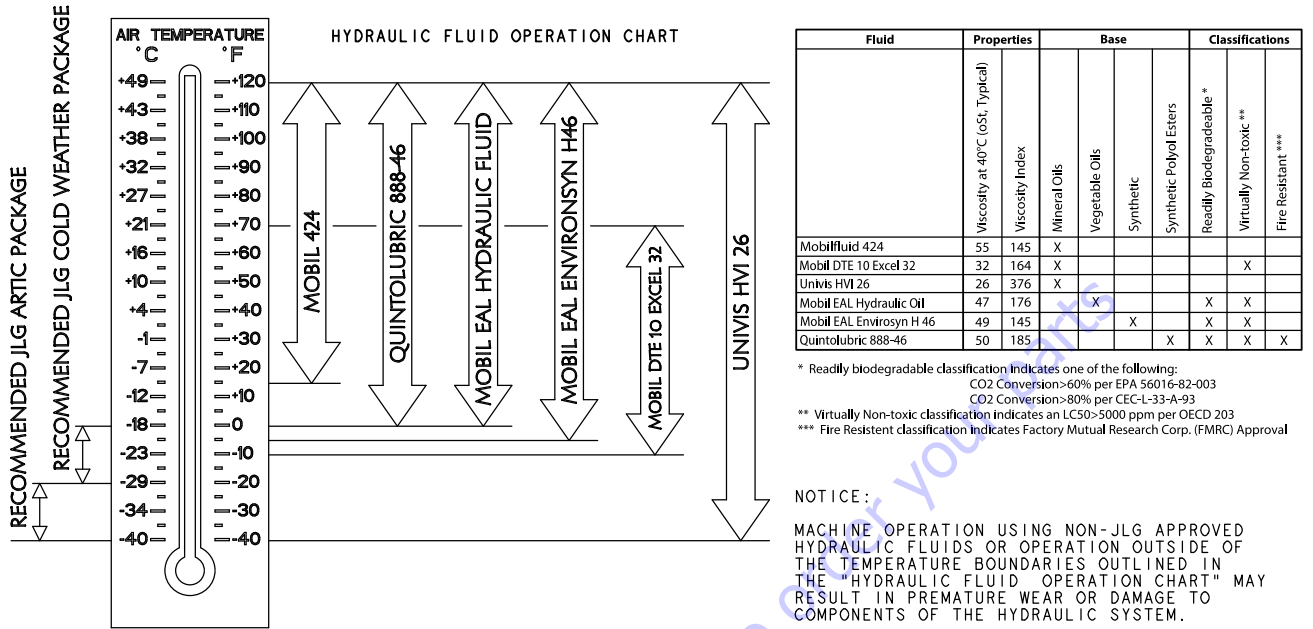 RECOMMENDED JLG ARTIC PACKAGE
RECOMMENDED JLG COLD WEATHER PACKAGE
AIR TEMPERATURE
°C °F
+49 +120
+43 +110
+38 +100
+32 +90
+27 +80
+21 +70
+16 +60
+10 +50
+4 +40
-1 +30
-7 +20
-12 +10
-18 0
-23 -10
-29 -20
-34 -30
-40 -40
HYDRAULIC FLUID OPERATION CHART
MOBIL 424
QUINTOLUBRIC 888-46
MOBIL EAL HYDRAULIC FLUID
MOBIL EAL ENVIRONSYN H46
MOBIL DTE 10 EXCEL 32
UNIVIS HVI 26
Fluid Properties Base Classifications
Viscosity at 40°C (oSt, Typical)
Viscosity Index
Mineral Oils
Vegetable Oils
Synthetic
Synthetic Polyol Esters
Readily Biodegradeable *
Virtually Non-toxic **
Fire Resistant ***
Mobilfluid 424 55 145 X
Mobil DTE 10 Excel 32 32 164 X X
Univis HVI 26 26 376 X
Mobil EAL Hydraulic Oil 47 176 X X X
Mobil EAL Envirosyn H 46 49 145 X X X
Quintolubric 888-46 50 185 X X X X
* Readily biodegradable classification indicates one of the following:
CO2 Conversion>60% per EPA 56016-82-003
CO2 Conversion>80% per CEC-L-33-A-93
** Virtually Non-toxic classification indicates an LC50>5000 ppm per OECD 203
*** Fire Resistent classification indicates Factory Mutual Research Corp. (FMRC) Approval
NOTICE:
MACHINE OPERATION USING NON-JLG APPROVED
HYDRAULIC FLUIDS OR OPERATION OUTSIDE OF
THE TEMPERATURE BOUNDARIES OUTLINED IN
THE "HYDRAULIC FLUID OPERATION CHART" MAY
RESULT IN PREMATURE WEAR OR DAMAGE TO
COMPONENTS OF THE HYDRAULIC SYSTEM.
order your parts